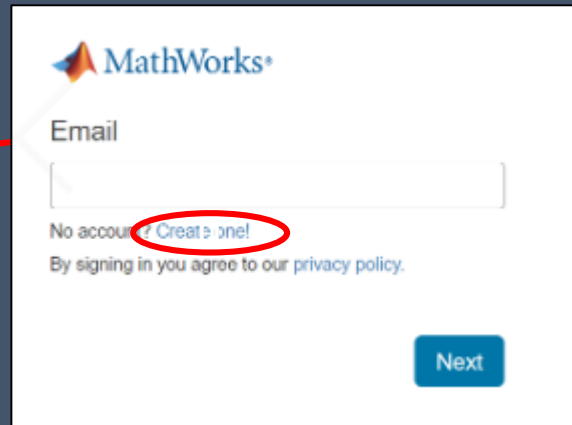 MathWorks®
Email
No account? Create one!
By signing in you agree to our privacy policy.
Next